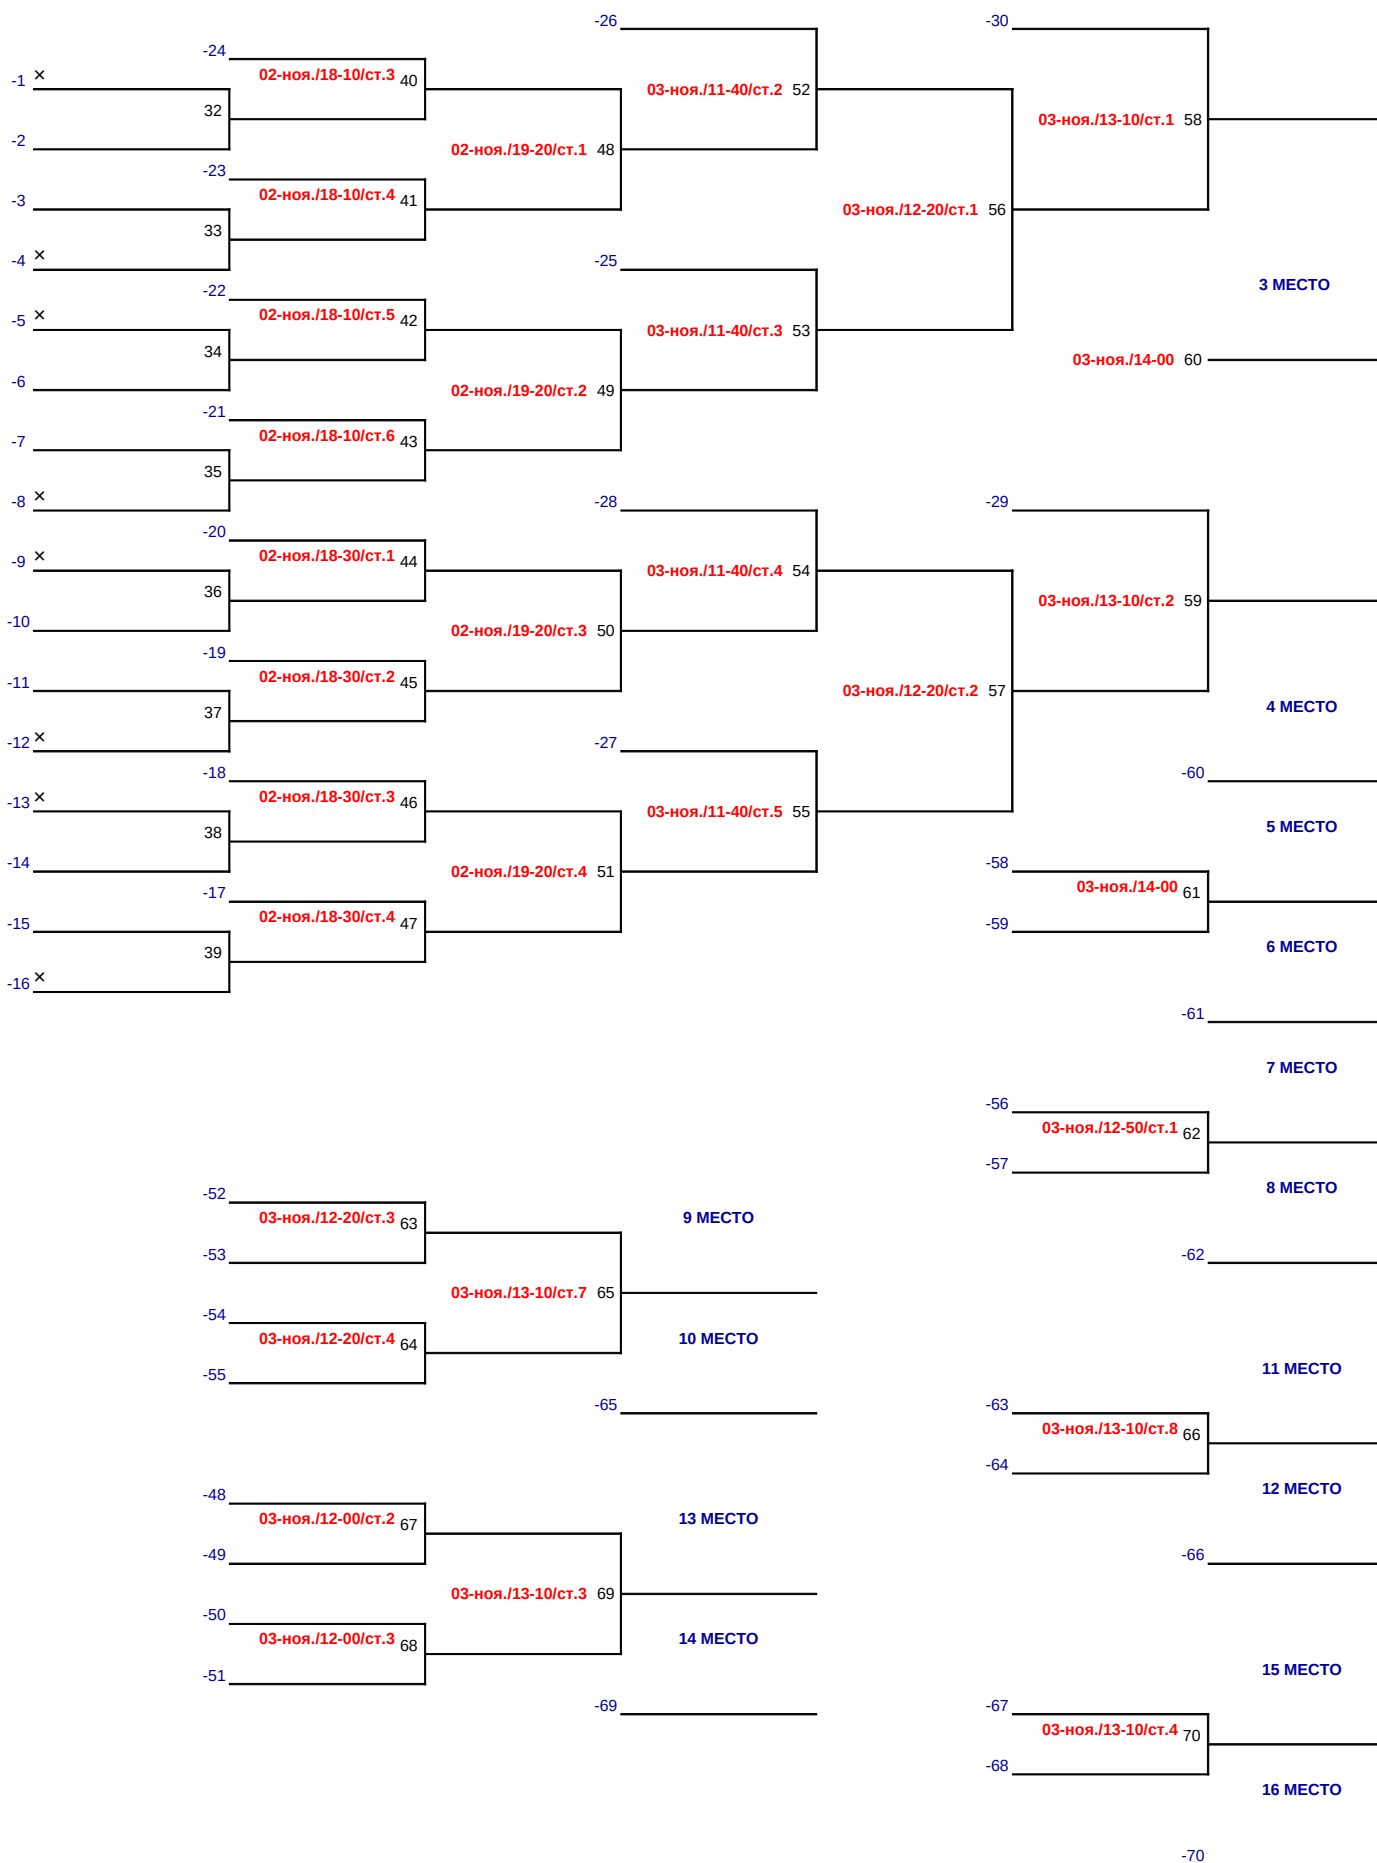 -26
-30
-24
-1 ×
02-ноя./18-10/ст.3 40
03-ноя./11-40/ст.2 52
32
03-ноя./13-10/ст.1 58
-2
02-ноя./19-20/ст.1 48
-23
-3
02-ноя./18-10/ст.4 41
03-ноя./12-20/ст.1 56
33
-4 ×
-25
3 МЕСТО
-22
-5 ×
02-ноя./18-10/ст.5 42
03-ноя./11-40/ст.3 53
34
03-ноя./14-00 60
-6
02-ноя./19-20/ст.2 49
-21
-7
02-ноя./18-10/ст.6 43
35
-8 ×
-28
-29
-20
-9 ×
02-ноя./18-30/ст.1 44
03-ноя./11-40/ст.4 54
36
03-ноя./13-10/ст.2 59
-10
02-ноя./19-20/ст.3 50
-19
-11
02-ноя./18-30/ст.2 45
03-ноя./12-20/ст.2 57
37
4 МЕСТО
-12 ×
-27
-18
-60
-13 ×
02-ноя./18-30/ст.3 46
03-ноя./11-40/ст.5 55
38
5 МЕСТО
-14
02-ноя./19-20/ст.4 51
-58
-17
03-ноя./14-00 61
-15
02-ноя./18-30/ст.4 47
-59
39
6 МЕСТО
-16 ×
-61
7 МЕСТО
-56
03-ноя./12-50/ст.1 62
-57
8 МЕСТО
-52
03-ноя./12-20/ст.3 63
9 МЕСТО
-53
-62
03-ноя./13-10/ст.7 65
-54
03-ноя./12-20/ст.4 64
10 МЕСТО
-55
11 МЕСТО
-65
-63
03-ноя./13-10/ст.8 66
-64
12 МЕСТО
-48
03-ноя./12-00/ст.2 67
13 МЕСТО
-49
-66
03-ноя./13-10/ст.3 69
-50
03-ноя./12-00/ст.3 68
14 МЕСТО
-51
15 МЕСТО
-69
-67
03-ноя./13-10/ст.4 70
-68
16 МЕСТО
-70